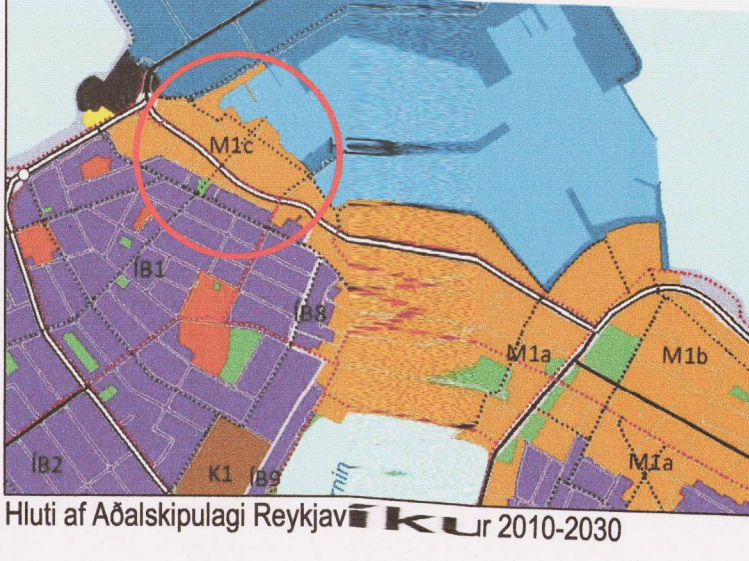 M1c
ÍB1
ÍB8
M1a
M1b
ÍB2
K1
ÍB9
M1a
Hluti af Aðalskipulagi Reykjavíkur 2010-2030